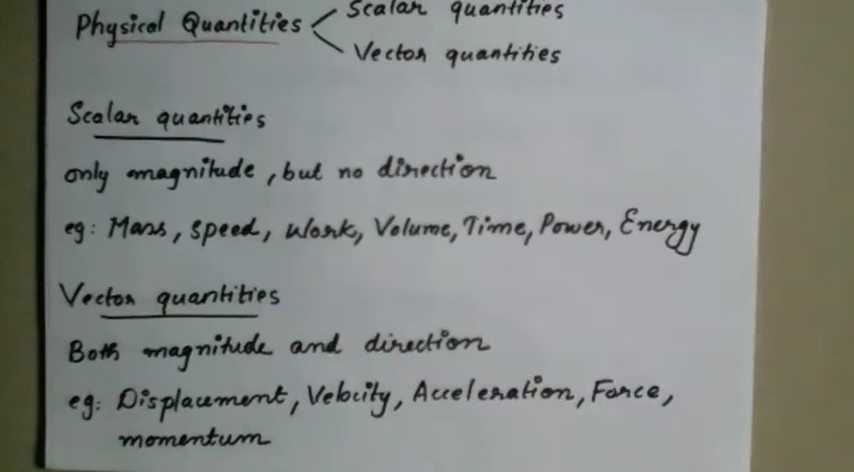 Scalar quantities
Physical Quantities
Vector quantities
Scalar quantities
only magnitude, but no direction
eg: Mass, speed, work, Volume, Time, Power, Energy
Vector quantities
Both magnitude and direction
eg: Displacement, Velocity, Acceleration, Force,
momentum